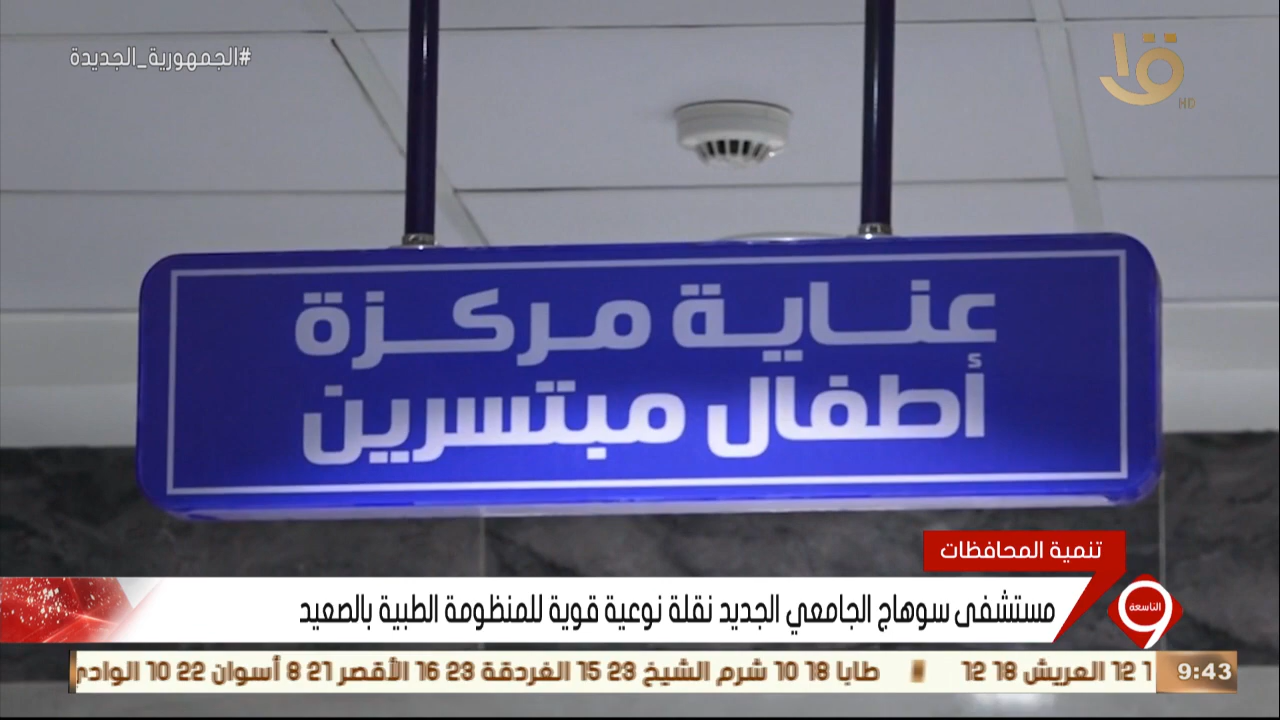 #الجمهورية_الجديدة
HD
عناية مركزة
أطفال مبتسرين
تنمية المحافظات
التاسعة
مستشفى سوهاج الجامعي الجديد نقلة نوعية قوية للمنظومة الطبية بالصعيد
9:43
12 العريش 18 12 طابا 18 10 شرم الشيخ 23 15 الغردقة 23 16 الأقصر 21 8 أسوان 22 10